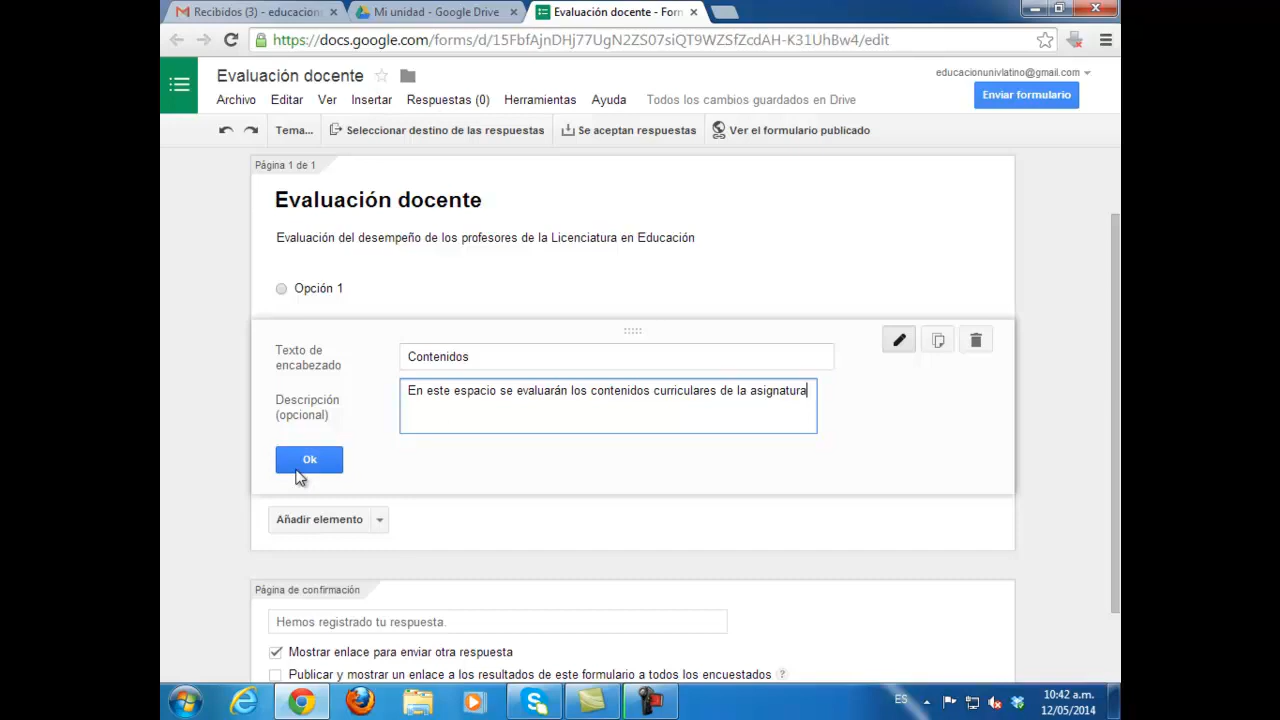 Recibidos (3) - educacion
Mi unidad - Google Drive
Evaluación docente - Form
https://docs.google.com/forms/d/15FbfAjnDHj77UgN2ZS07siQT9WZSfZcdAH-K31UhBw4/edit
Evaluación docente
educacionunivlatino@gmail.com
Archivo Editar Ver Insertar Respuestas (0) Herramientas Ayuda Todos los cambios guardados en Drive
Enviar formulario
Tema... Seleccionar destino de las respuestas Se aceptan respuestas Ver el formulario publicado
Página 1 de 1
Evaluación docente
Evaluación del desempeño de los profesores de la Licenciatura en Educación
Opción 1
Texto de
encabezado
Contenidos
Descripción
(opcional)
En este espacio se evaluarán los contenidos curriculares de la asignatura
Ok
Añadir elemento
Página de confirmación
Hemos registrado tu respuesta.
Mostrar enlace para enviar otra respuesta
Publicar y mostrar un enlace a los resultados de este formulario a todos los encuestados ?
ES
10:42 a.m.
12/05/2014